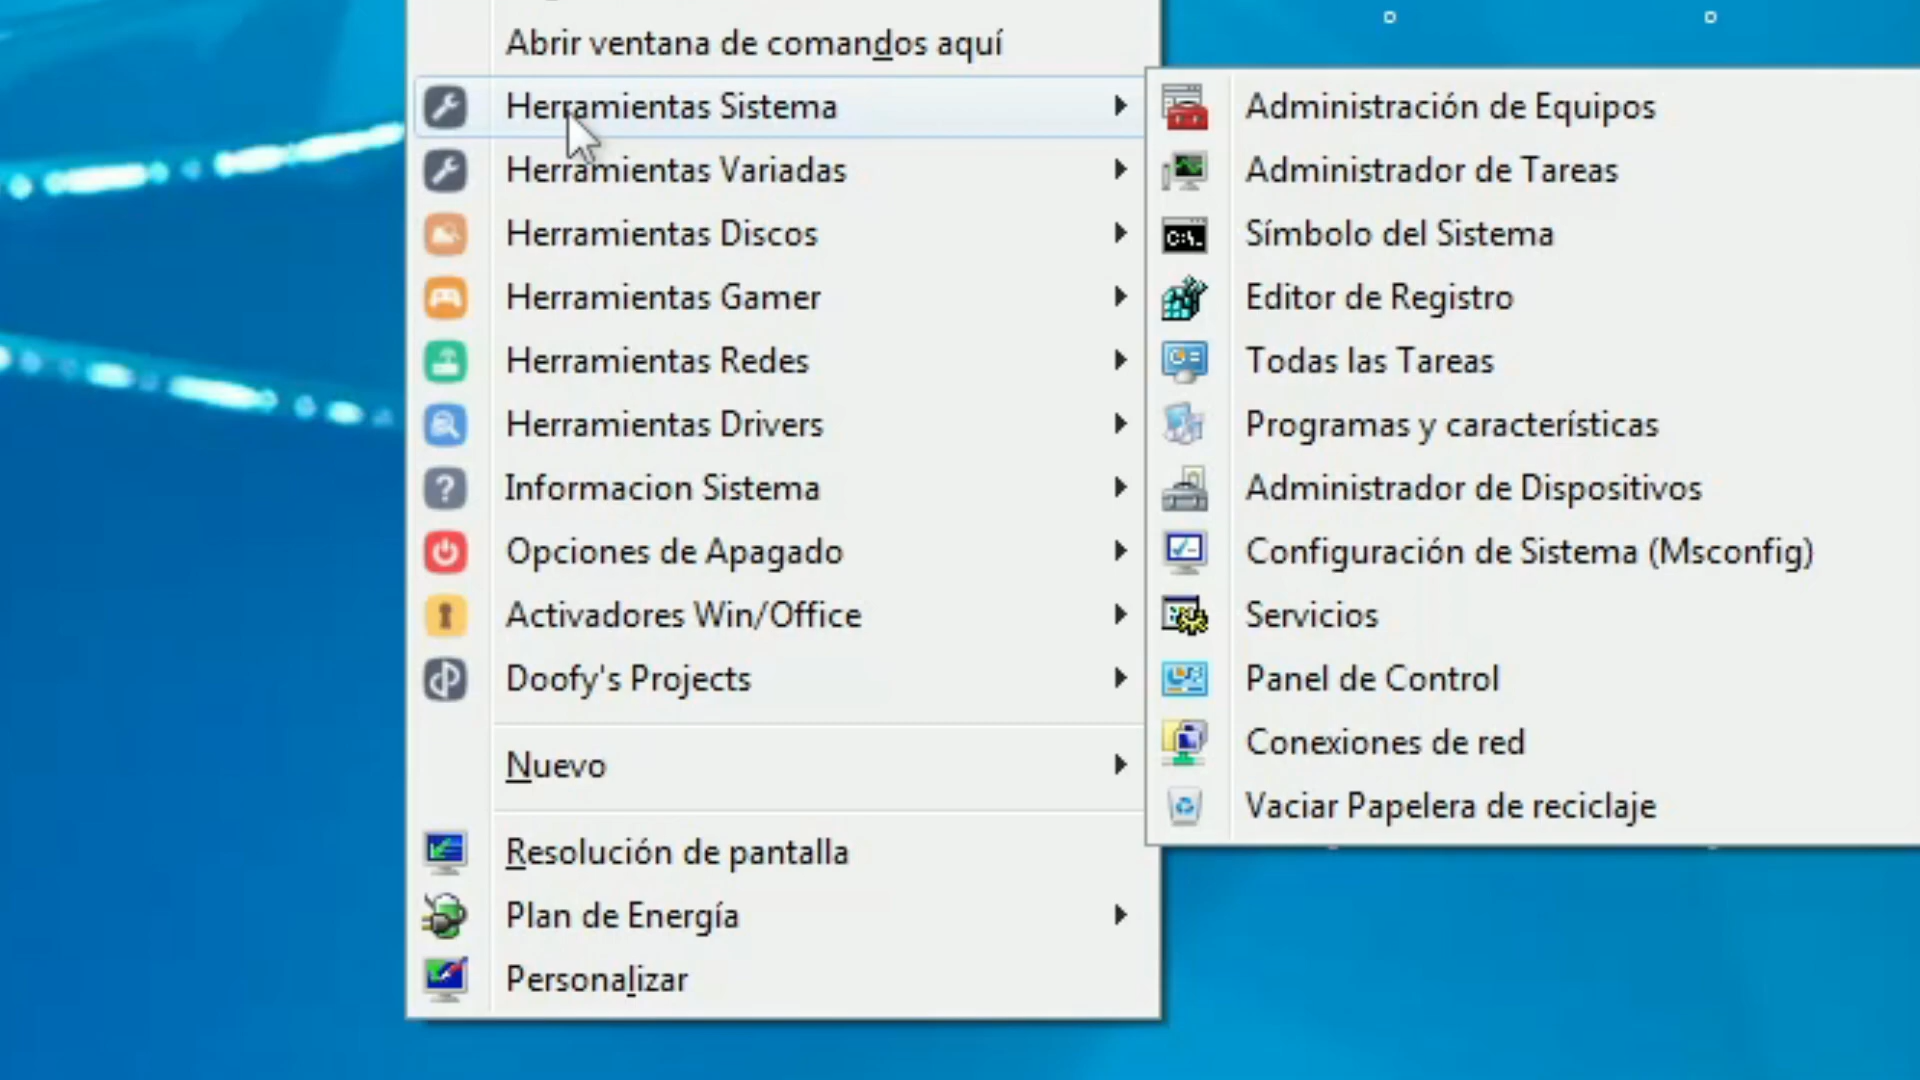 Abrir ventana de comandos aquí
Herramientas Sistema
Herramientas Variadas
Herramientas Discos
Herramientas Gamer
Herramientas Redes
Herramientas Drivers
Informacion Sistema
Opciones de Apagado
Activadores Win/Office
Doofy's Projects
Nuevo
Resolución de pantalla
Plan de Energía
Personalizar
Administración de Equipos
Administrador de Tareas
C:\.
Símbolo del Sistema
Editor de Registro
Todas las Tareas
Programas y características
Administrador de Dispositivos
Configuración de Sistema (Msconfig)
Servicios
Panel de Control
Conexiones de red
Vaciar Papelera de reciclaje